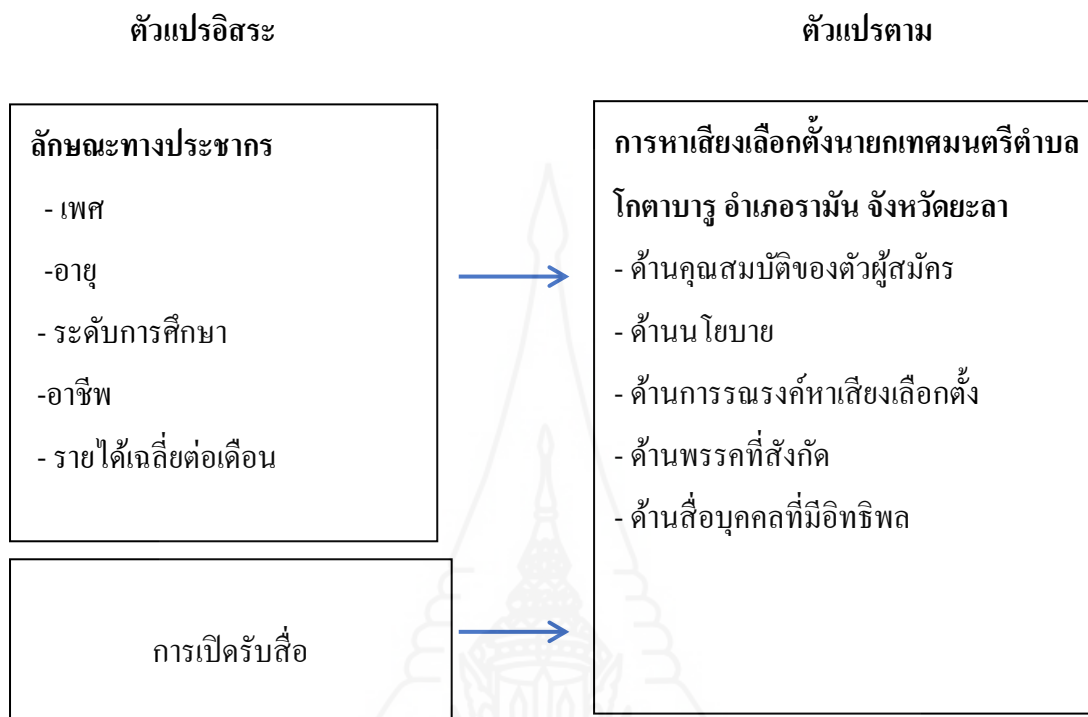 ตัวแปรอิสระ
ตัวแปรตาม
ลักษณะทางประชากร
- เพศ
-อายุ
- ระดับการศึกษา
-อาชีพ
- รายได้เฉลี่ยต่อเดือน
การเปิดรับสื่อ
การหาเสียงเลือกตั้งนายกเทศมนตรีตำบล
โกตาบารู อำเภอรามัน จังหวัดยะลา
- ด้านคุณสมบัติของตัวผู้สมัคร
- ด้านนโยบาย
- ด้านการรณรงค์หาเสียงเลือกตั้ง
- ด้านพรรคที่สังกัด
- ด้านสื่อบุคคลที่มีอิทธิพล